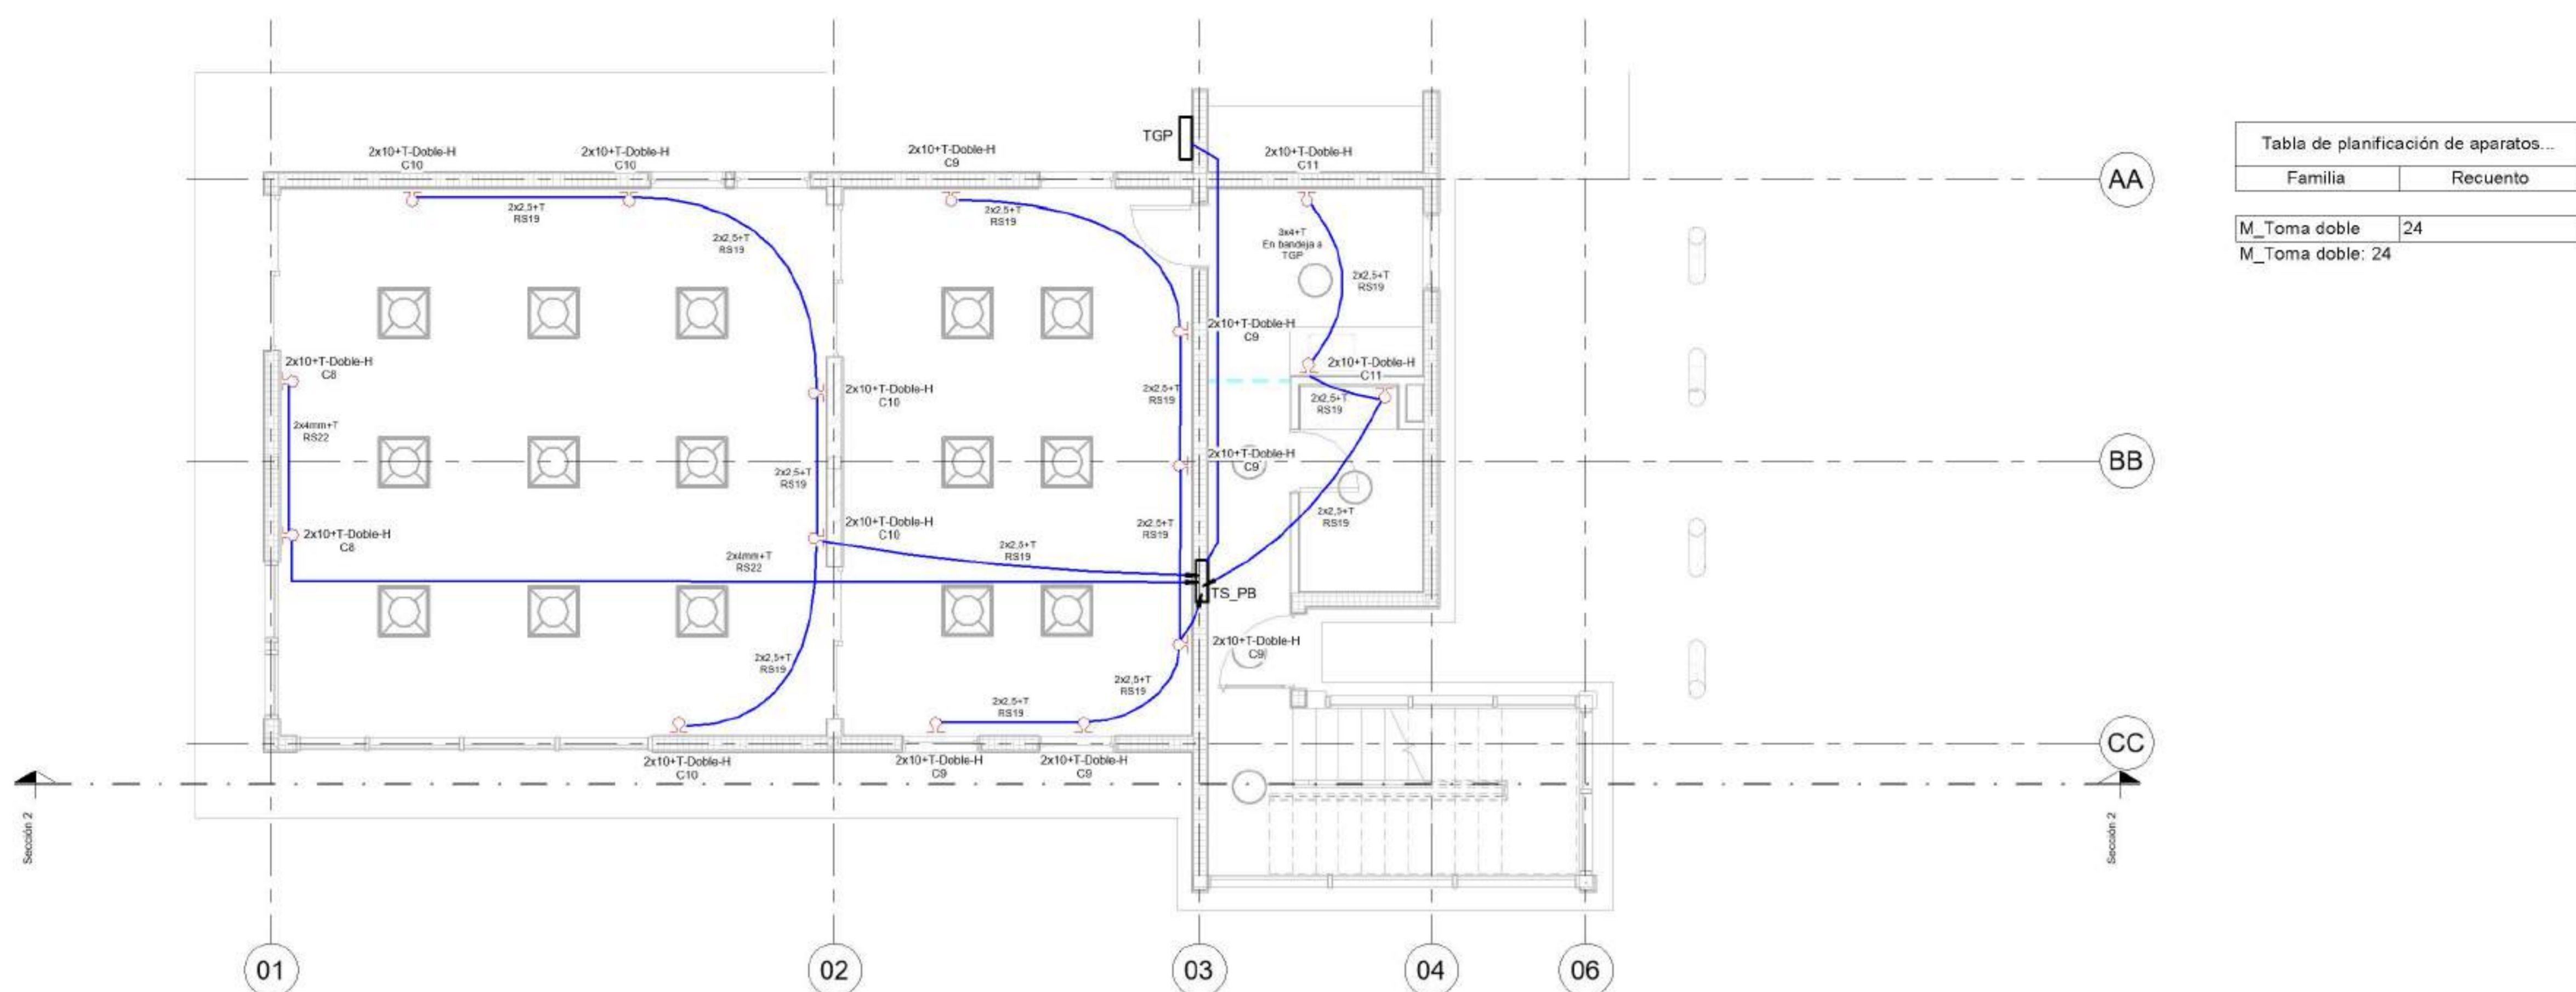 TGP
2x10+T-Doble-H
C10
2x10+T-Doble-H
C10
2x10+T-Doble-H
C9
2x10+T-Doble-H
C11
Tabla de planificación de aparatos...
Familia
Recuento
M_Toma doble
24
M_Toma doble: 24
AA
2x2,5+T
RS19
2x2,5+T
RS19
2x2,5+T
RS19
3x4+T
En bandeja a
TGP
2x2,5+T
RS19
2x10+T-Doble-H
C9
2x10+T-Doble-H
C8
2x10+T-Doble-H
C11
2x10+T-Doble-H
C10
2x2,5+T
RS19
2x2,5+T
RS19
2x4mm+T
RS22
2x10+T-Doble-H
C9
BB
2x2,5+T
RS19
2x10+T-Doble-H
C8
2x10+T-Doble-H
C10
2x2,5+T
RS19
2x2,5+T
RS19
2x4mm+T
RS22
2x2,5+T
RS19
TS_PB
2x10+T-Doble-H
C9
2x2,5+T
RS19
2x2,5+T
RS19
2x2,5+T
RS19
CC
2x10+T-Doble-H
C10
2x10+T-Doble-H
C9
2x10+T-Doble-H
C9
Sección 2
Sección 2
01
02
03
04
06